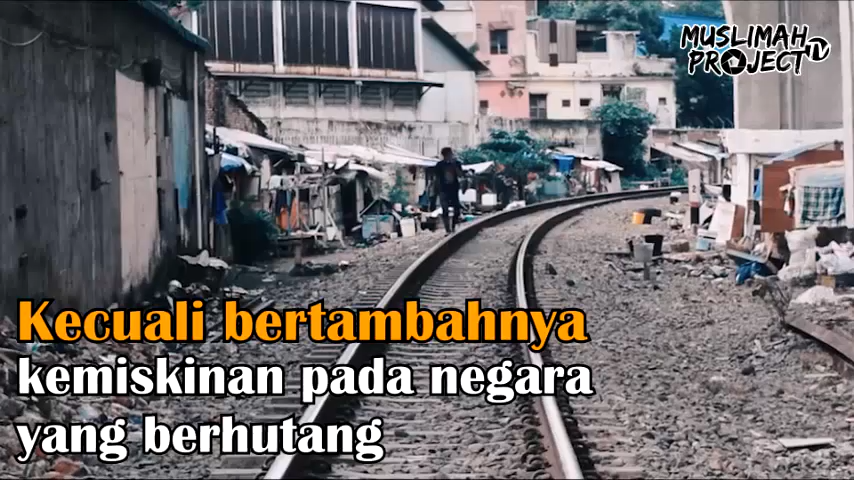 MUSLIMAH
PROJECT TV
Kecuali bertambahnya
kemiskinan pada negara
yang berhutang